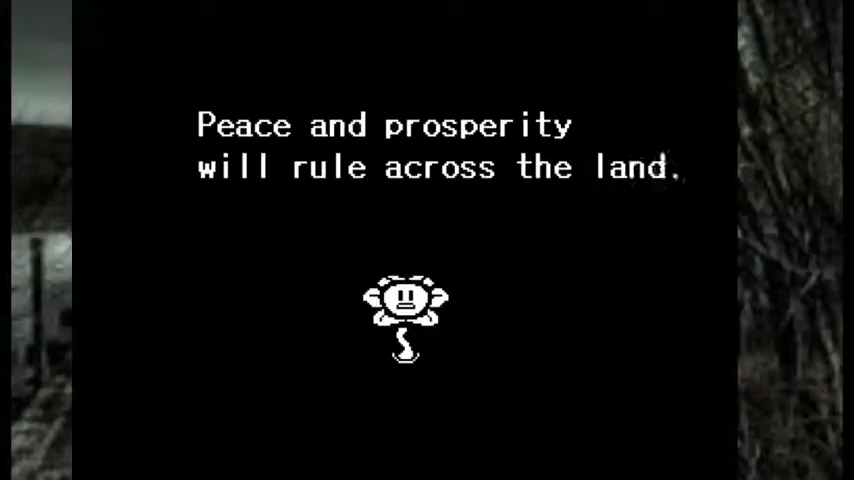 Peace and prosperity
will rule across the land.